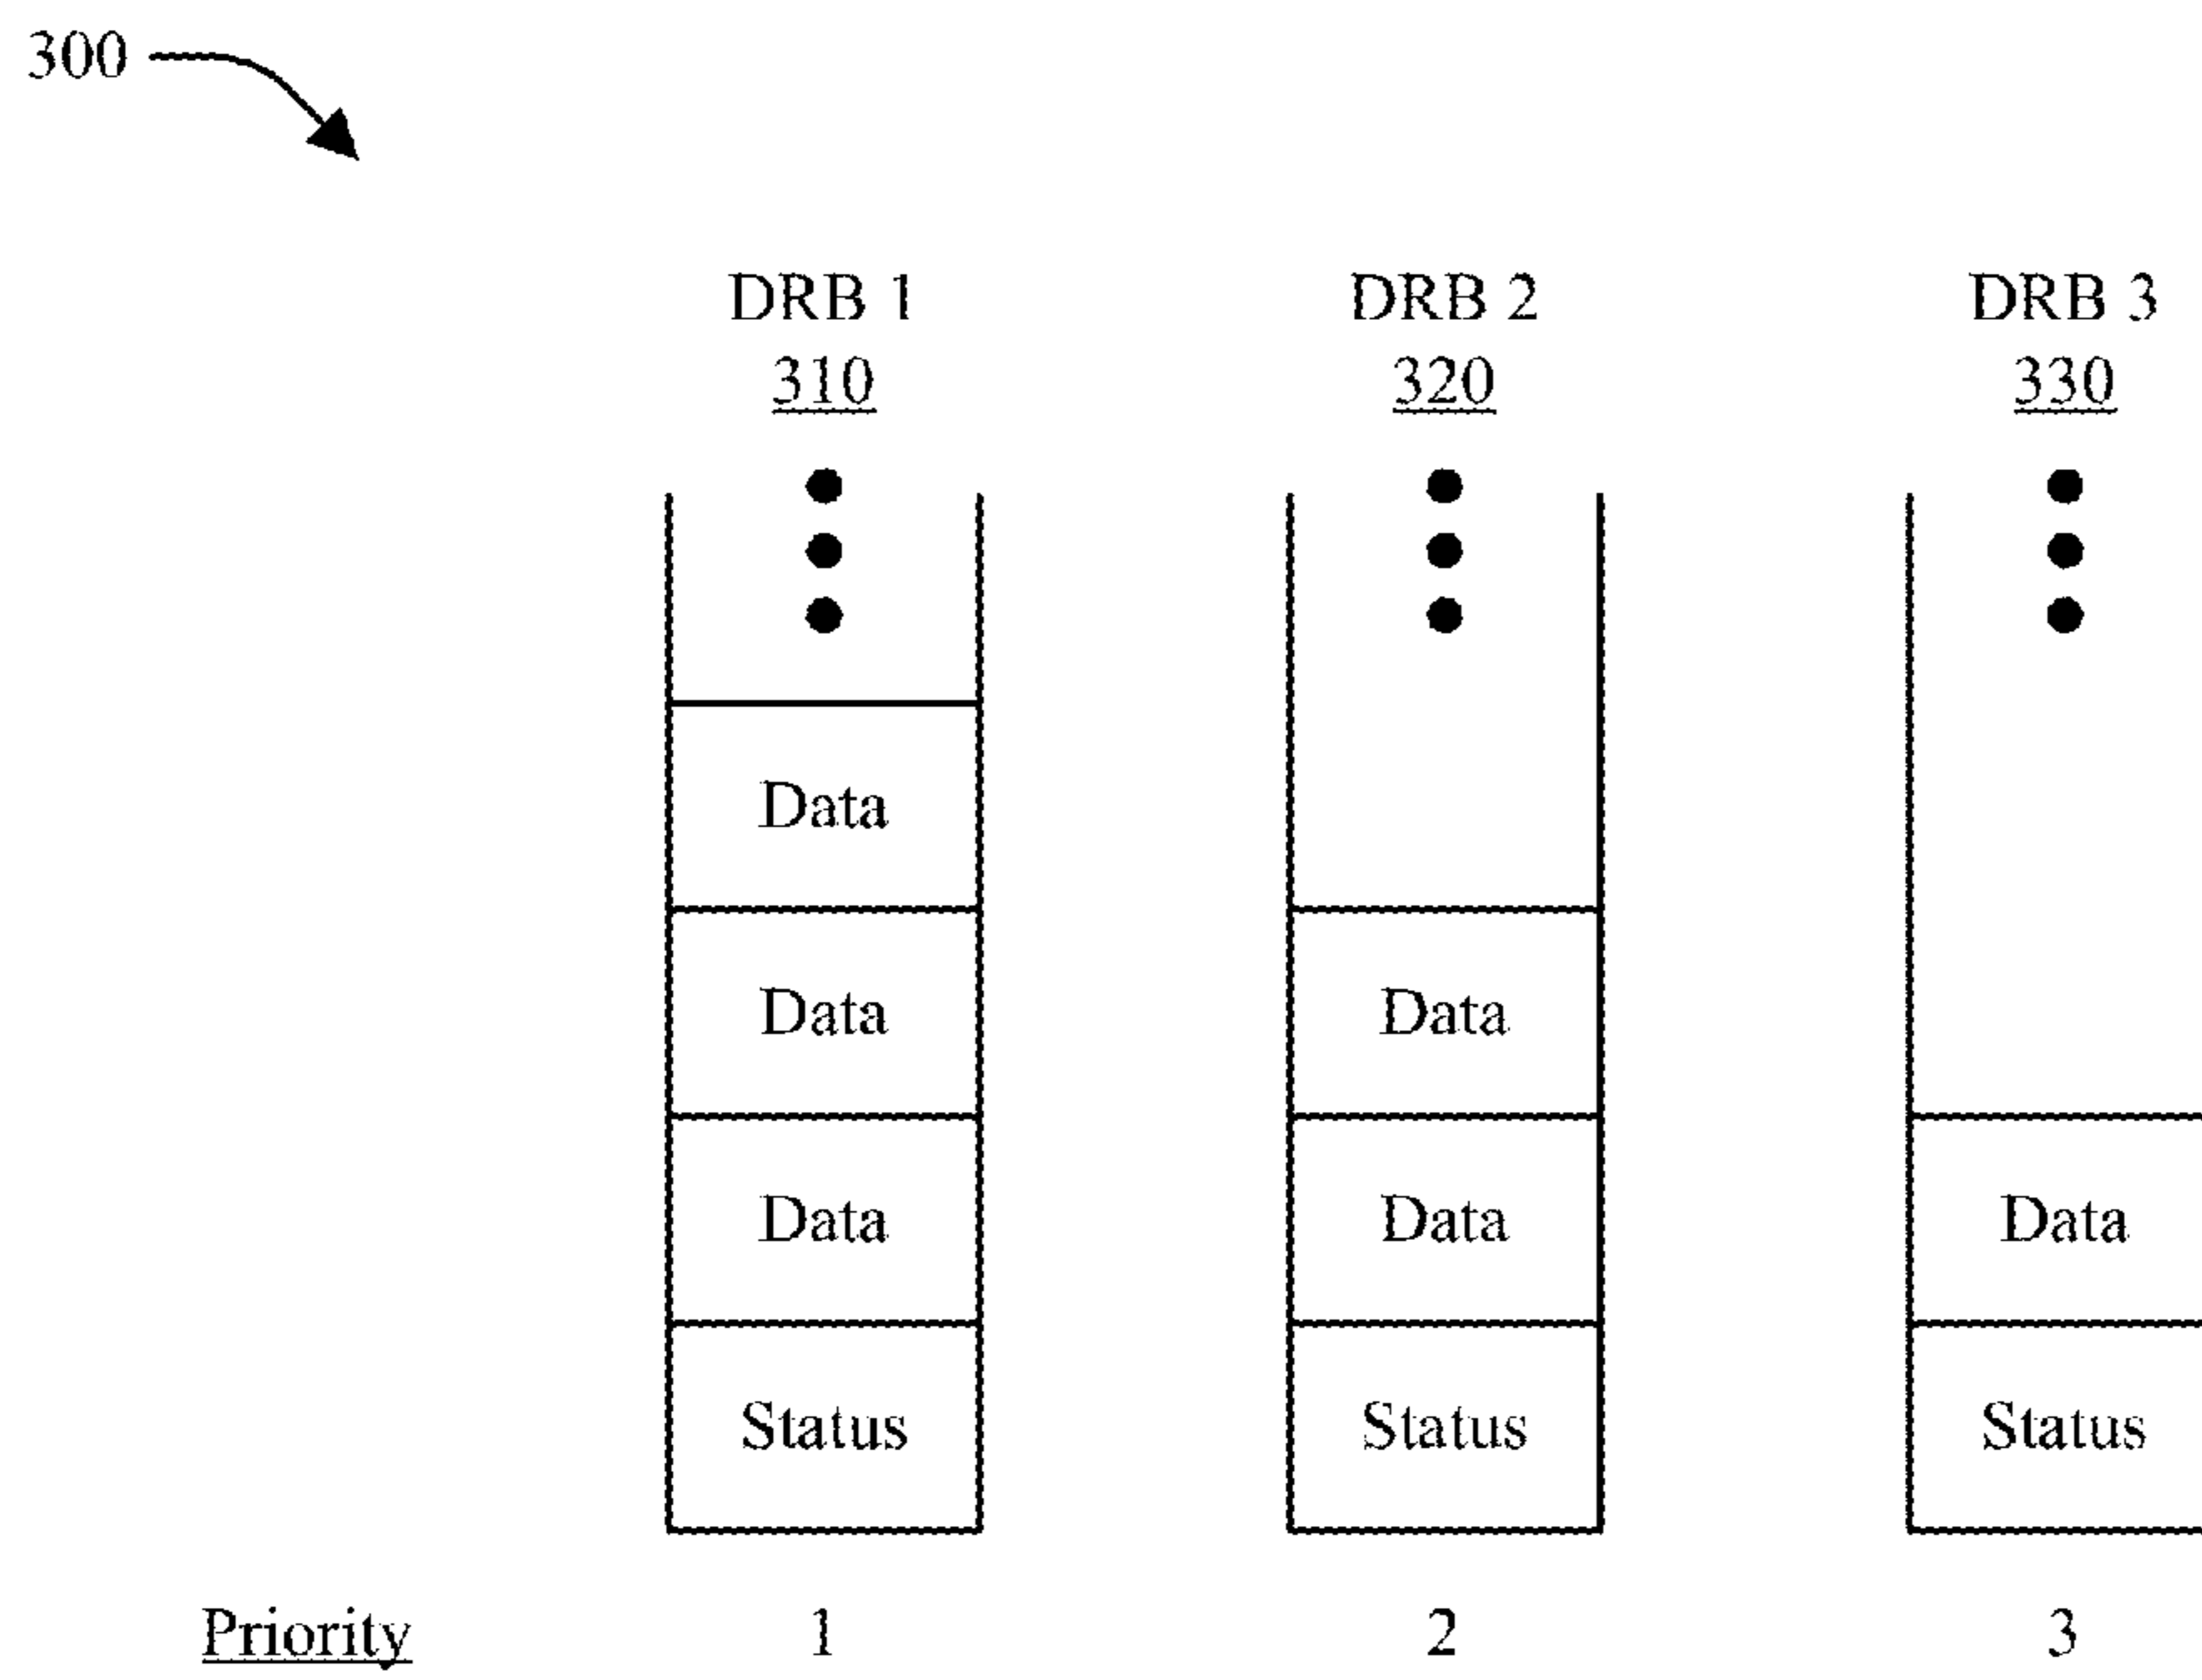 300
DRB 1 DRB 2 DRB 3
310 320 330
Data
Data Data
Data Data Data
Status Status Status
Priority 1 2 3